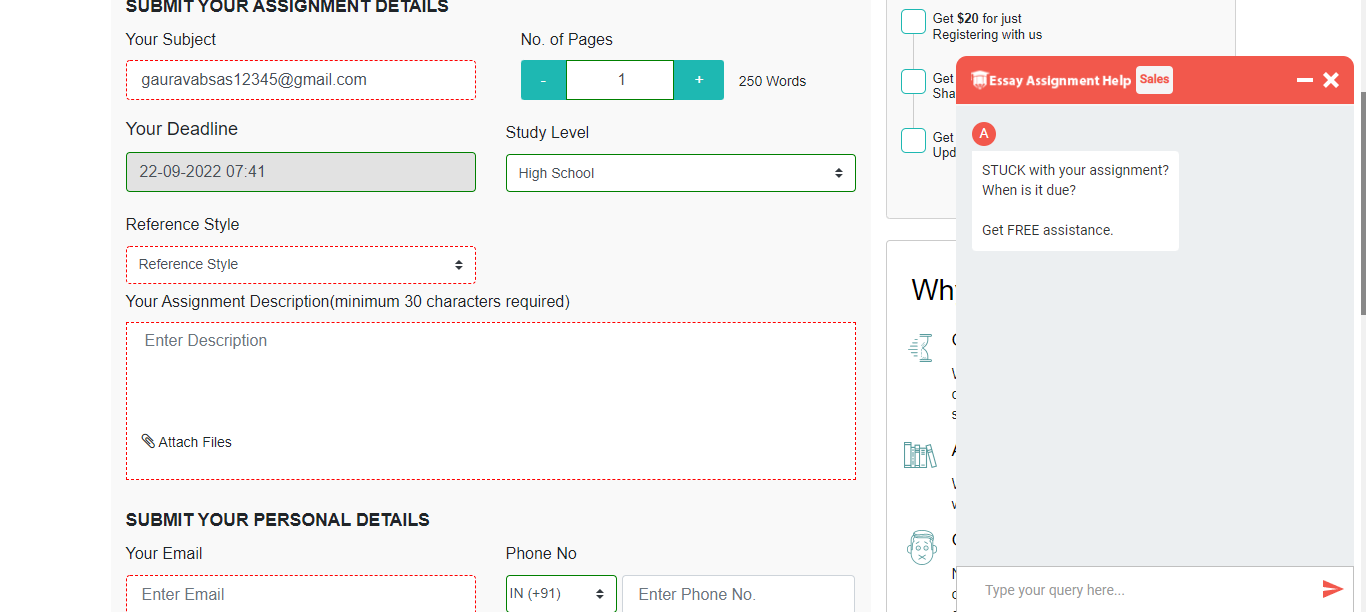 SUBMIT YOUR ASSIGNMENT DETAILS
Your Subject
gauravabsas12345@gmail.com
No. of Pages
- 1 +
250 Words
Your Deadline
22-09-2022 07:41
Study Level
High School
Reference Style
Reference Style
Your Assignment Description(minimum 30 characters required)
Enter Description
Attach Files
SUBMIT YOUR PERSONAL DETAILS
Your Email
Enter Email
Phone No
IN (+91)
Enter Phone No.
Get $20 for just
Registering with us
Get
Get
Essay Assignment Help Sales
A
STUCK with your assignment?
When is it due?
Get FREE assistance.
Type your query here...